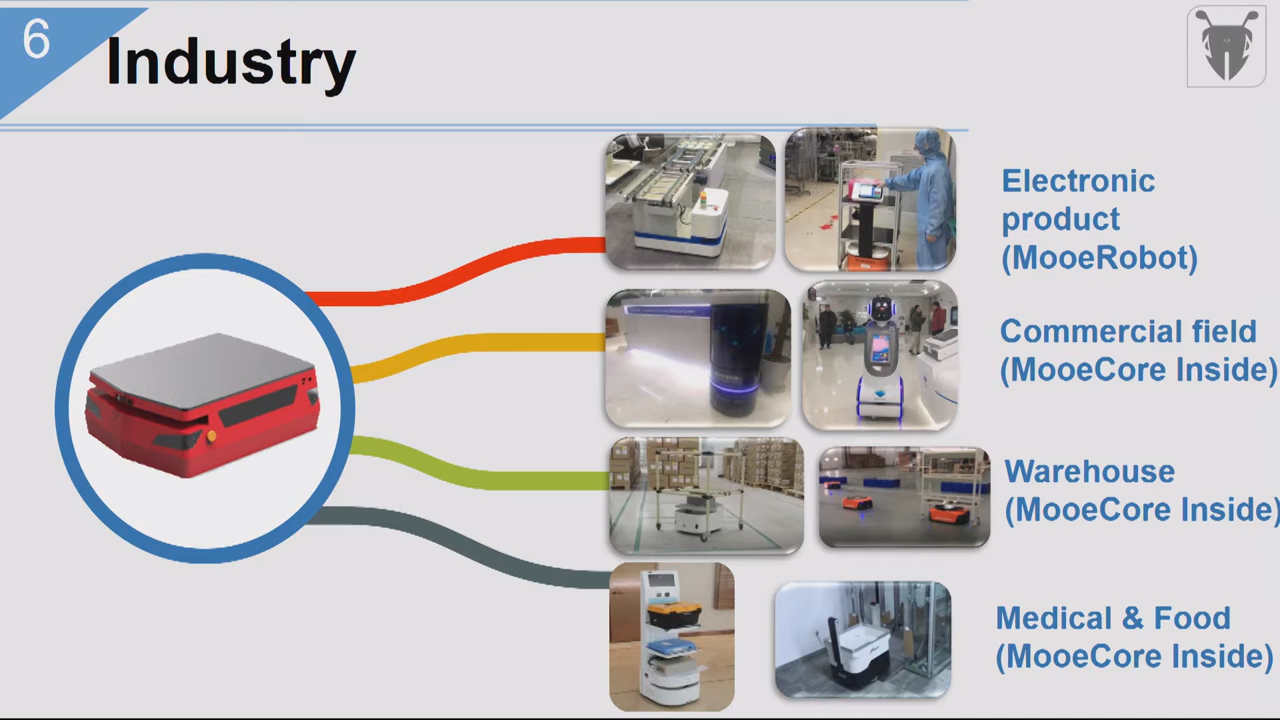 6
Industry
Electronic
product
(MooeRobot)
Commercial field
(MooeCore Inside)
Warehouse
(MooeCore Inside)
Medical & Food
(MooeCore Inside)